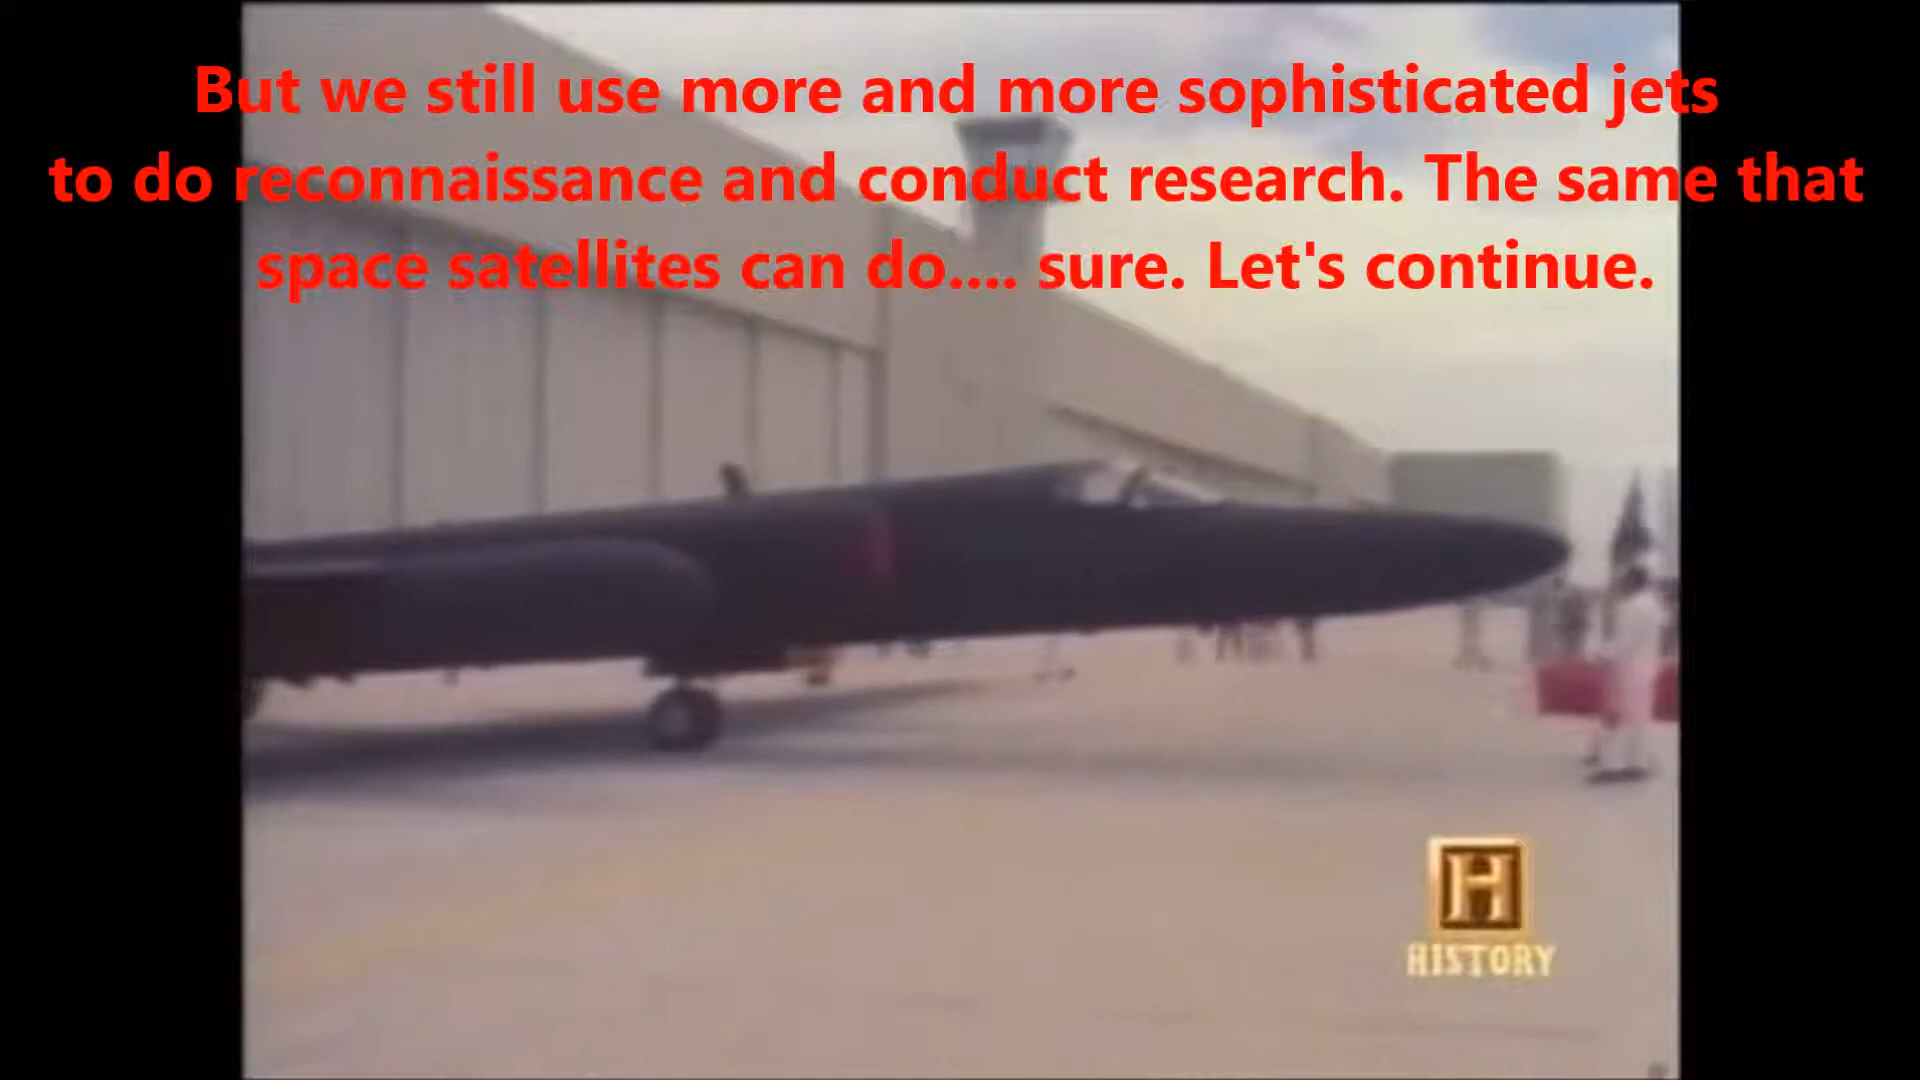 But we still use more and more sophisticated jets
to do reconnaissance and conduct research. The same that
space satellites can do.... sure. Let's continue.
H
HISTORY